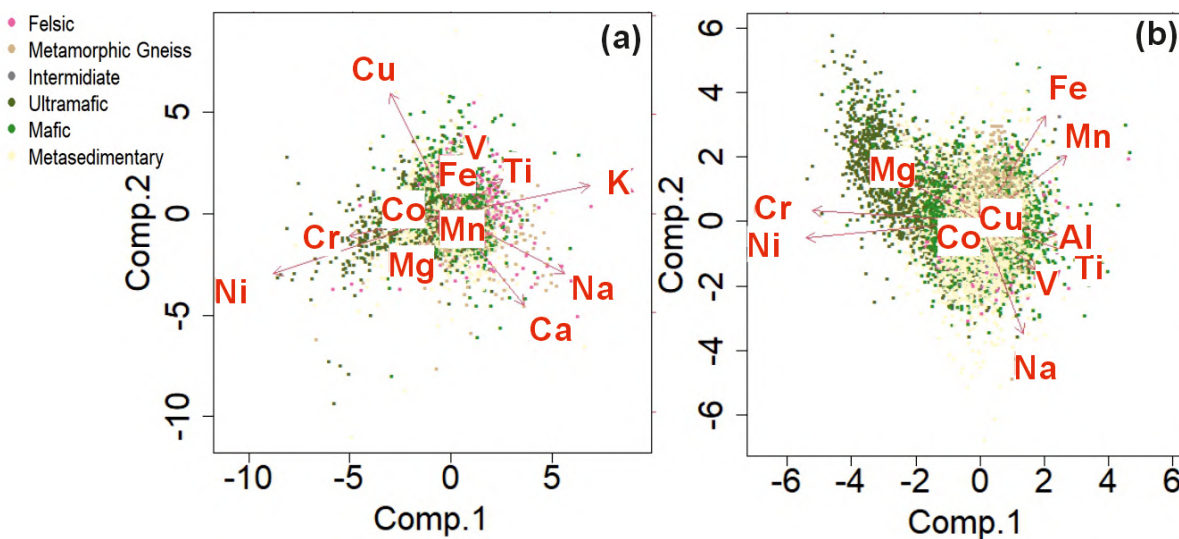 Felsic
Metamorphic Gneiss
Intermidiate
Ultramafic
Mafic
Metasedimentary
(a)
Cu
V
Fe
Ti
K
Co
Mn
Cr
Mg
Ni
Na
Ca
5
0
-5
-10
Comp.2
-10 -5 0 5
Comp.1
(b)
Fe
Mn
Mg
Cr
Cu
Ni
Co
Al
V
Ti
Na
6
4
2
0
-2
-4
-6
Comp.2
-6 -4 -2 0 2 4 6
Comp.1